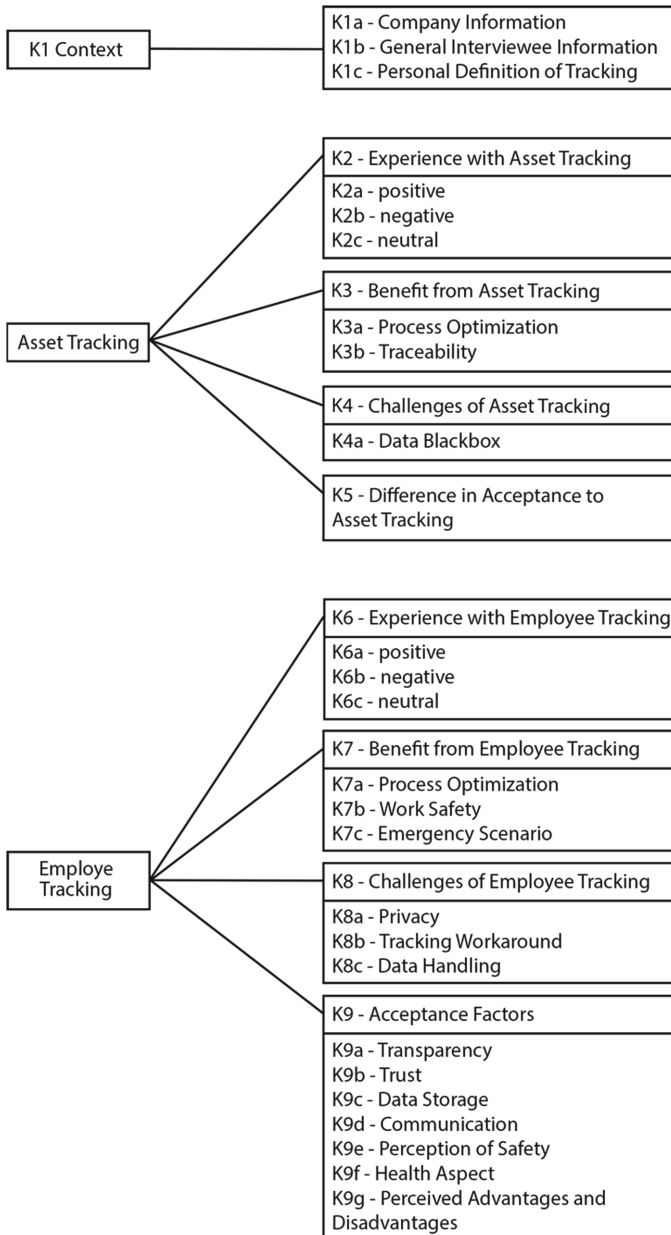 K1 Context
K1a - Company Information
K1b - General Interviewee Information
K1c - Personal Definition of Tracking
Asset Tracking
K2 - Experience with Asset Tracking
K2a - positive
K2b - negative
K2c - neutral
K3 - Benefit from Asset Tracking
K3a - Process Optimization
K3b - Traceability
K4 - Challenges of Asset Tracking
K4a - Data Blackbox
K5 - Difference in Acceptance to
Asset Tracking
Employe
Tracking
K6 - Experience with Employee Tracking
K6a - positive
K6b - negative
K6c - neutral
K7 - Benefit from Employee Tracking
K7a - Process Optimization
K7b - Work Safety
K7c - Emergency Scenario
K8 - Challenges of Employee Tracking
K8a - Privacy
K8b - Tracking Workaround
K8c - Data Handling
K9 - Acceptance Factors
K9a - Transparency
K9b - Trust
K9c - Data Storage
K9d - Communication
K9e - Perception of Safety
K9f - Health Aspect
K9g - Perceived Advantages and
Disadvantages